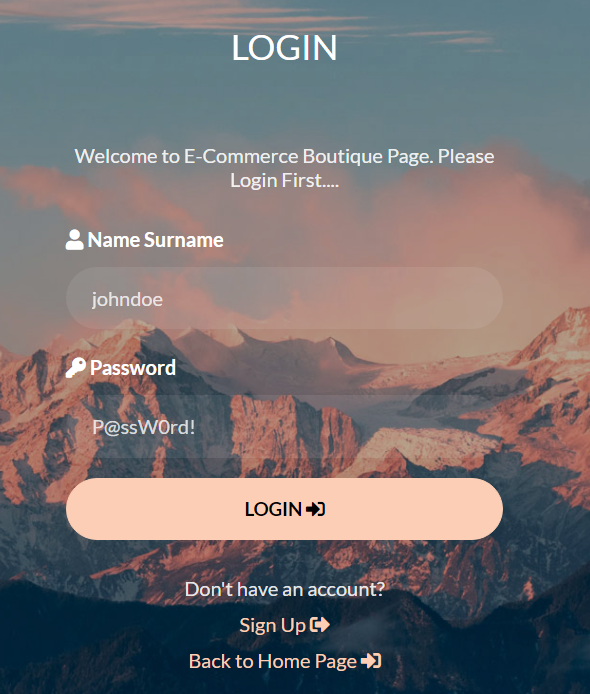 LOGIN
Welcome to E-Commerce Boutique Page. Please
Login First....
Name Surname
johndoe
Password
P@ssW0rd!
LOGIN
Don't have an account?
Sign Up
Back to Home Page